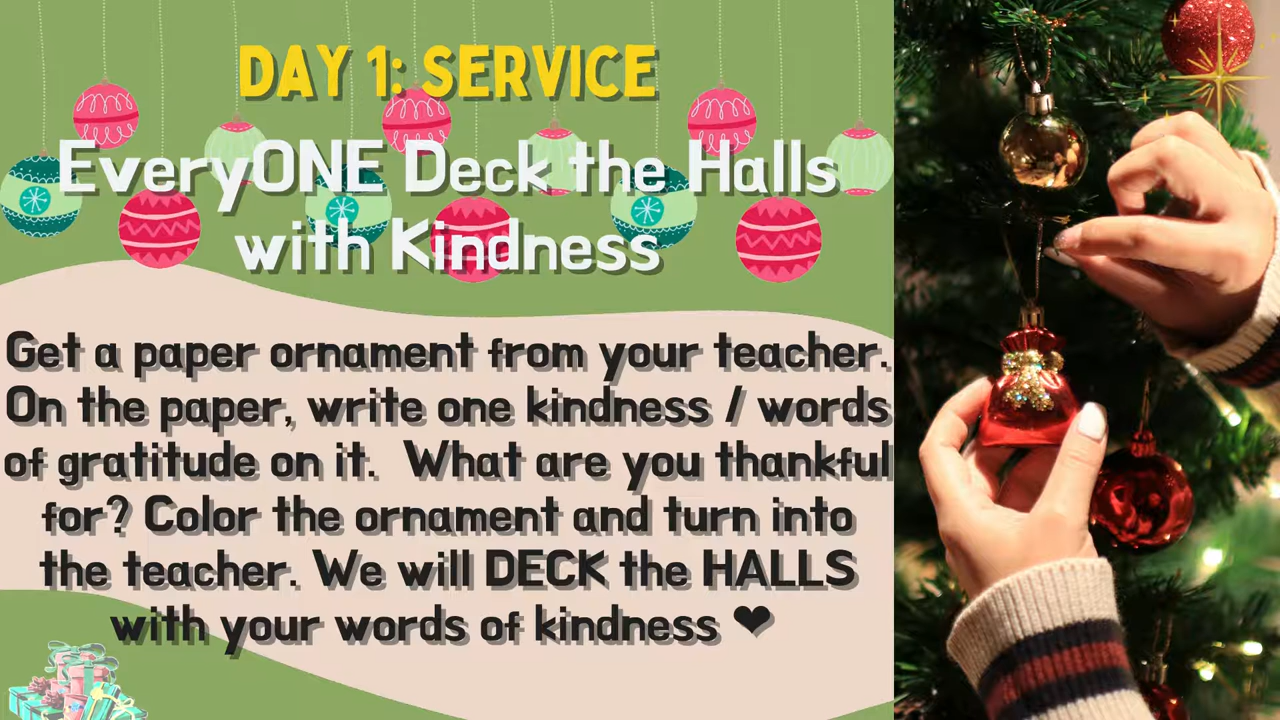 DAY 1: SERVICE
EveryONE Deck the Halls
with Kindness
Get a paper ornament from your teacher.
On the paper, write one kindness / words
of gratitude on it. What are you thankful
for? Color the ornament and turn into
the teacher. We will DECK the HALLS
with your words of kindness ❤